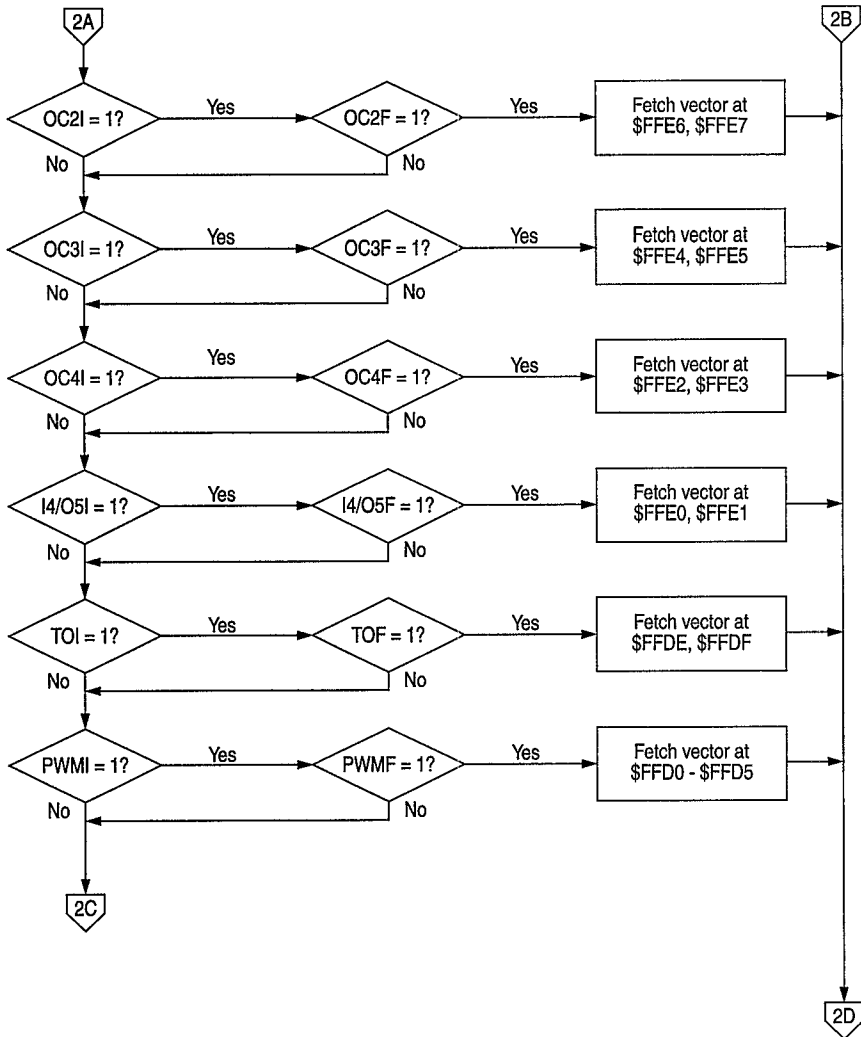 2A
2B
OC2I = 1?
Yes
OC2F = 1?
Yes
Fetch vector at
$FFE6, $FFE7
No
No
OC3I = 1?
Yes
OC3F = 1?
Yes
Fetch vector at
$FFE4, $FFE5
No
No
OC4I = 1?
Yes
OC4F = 1?
Yes
Fetch vector at
$FFE2, $FFE3
No
No
I4/O5I = 1?
Yes
I4/O5F = 1?
Yes
Fetch vector at
$FFE0, $FFE1
No
No
TOI = 1?
Yes
TOF = 1?
Yes
Fetch vector at
$FFDE, $FFDF
No
No
PWMI = 1?
Yes
PWMF = 1?
Yes
Fetch vector at
$FFD0 - $FFD5
No
No
2C
2D